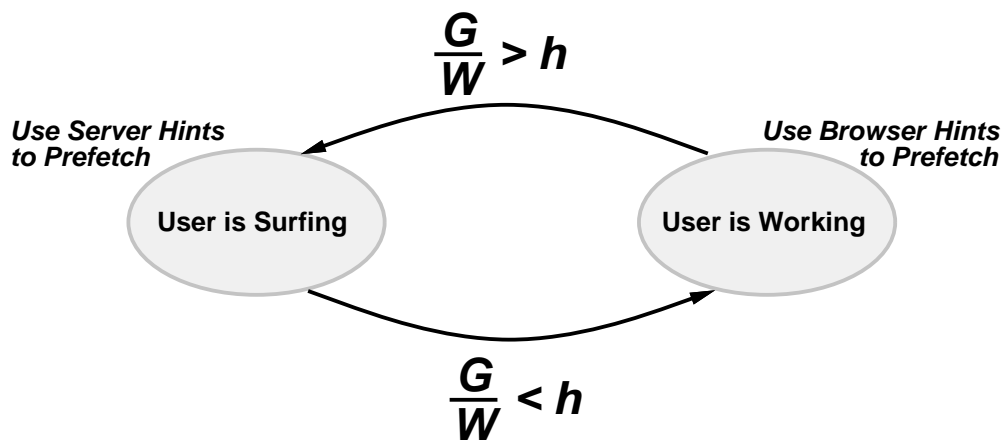 G/W > h
Use Server Hints
to Prefetch
Use Browser Hints
to Prefetch
User is Surfing
User is Working
G/W < h